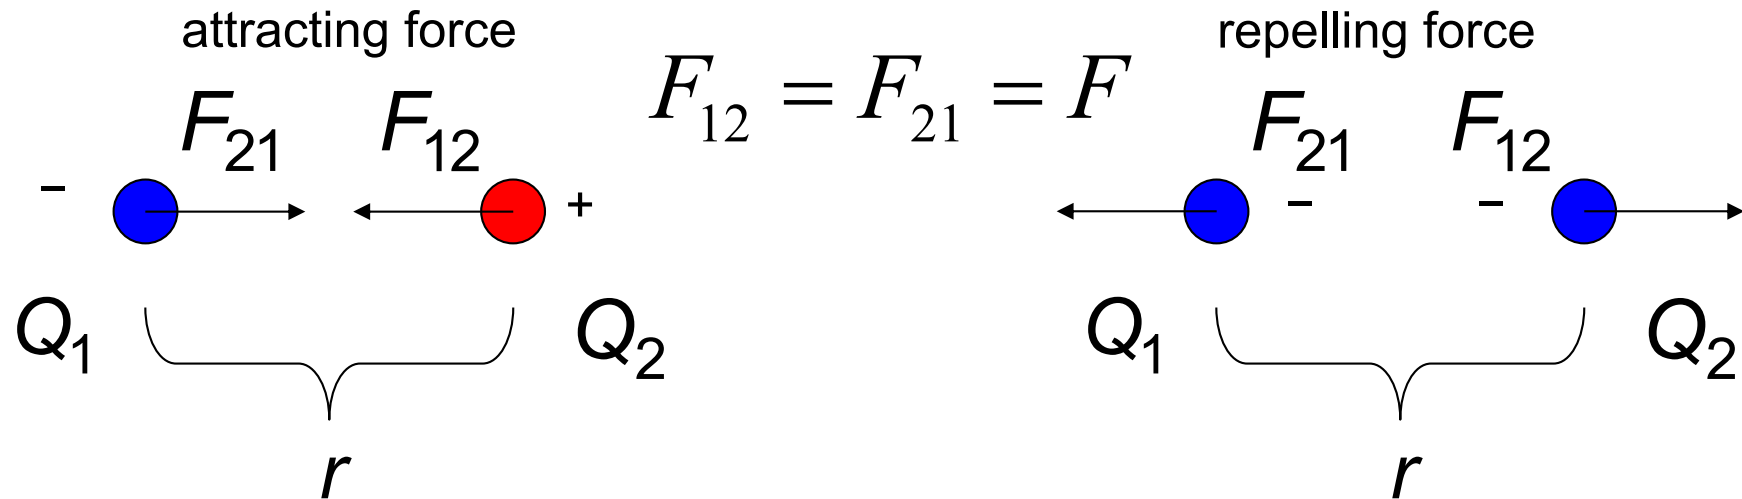 attracting force
F₁₂ = F₂₁ = F
repelling force
F₂₁ F₁₂
F₂₁ F₁₂
− +
− −
Q₁ Q₂
Q₁ Q₂
r
r